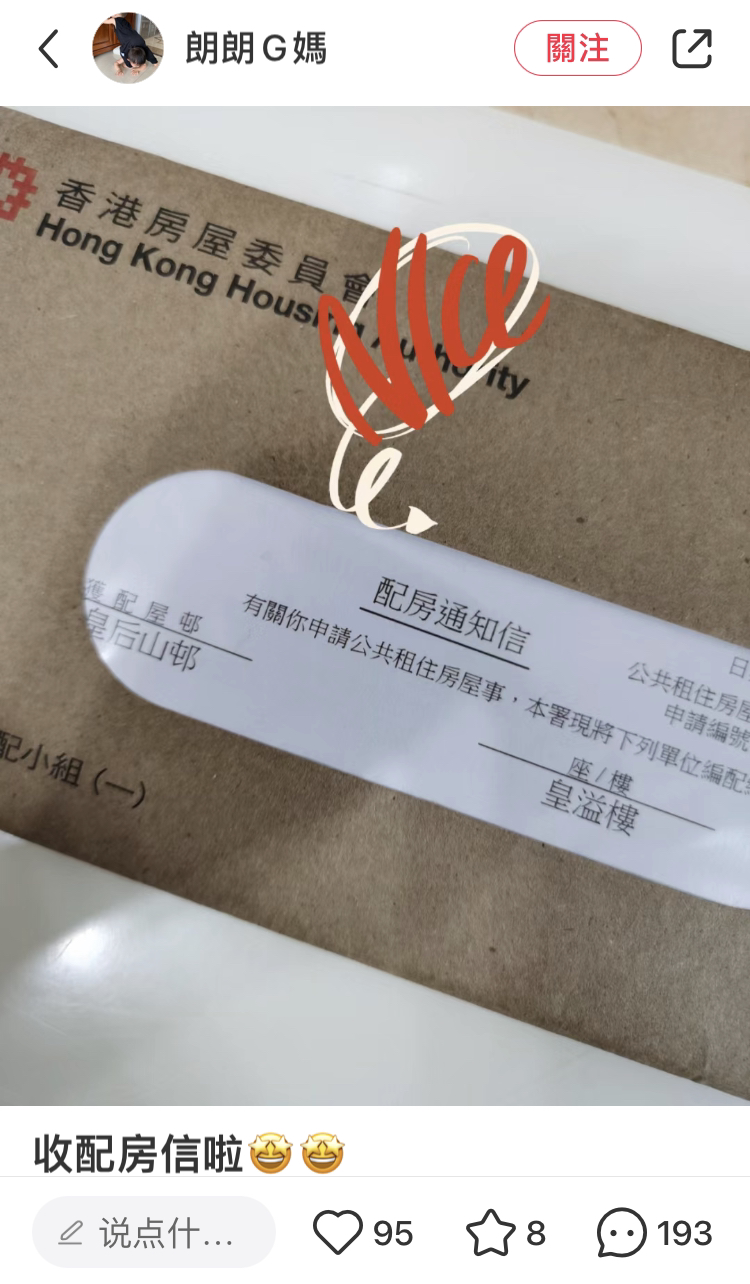 朗朗G媽
關注
香港房屋委員會
Hong Kong Housing Authority
NIce
配房通知信
獲配屋邨
皇后山邨
有關你申請公共租住房屋事，本署現將下列單位編配
日
公共租住房屋
申請編號
座/樓
皇溢樓
配小組（一）
收配房信啦🤩🤩
说点什...
95
8
193